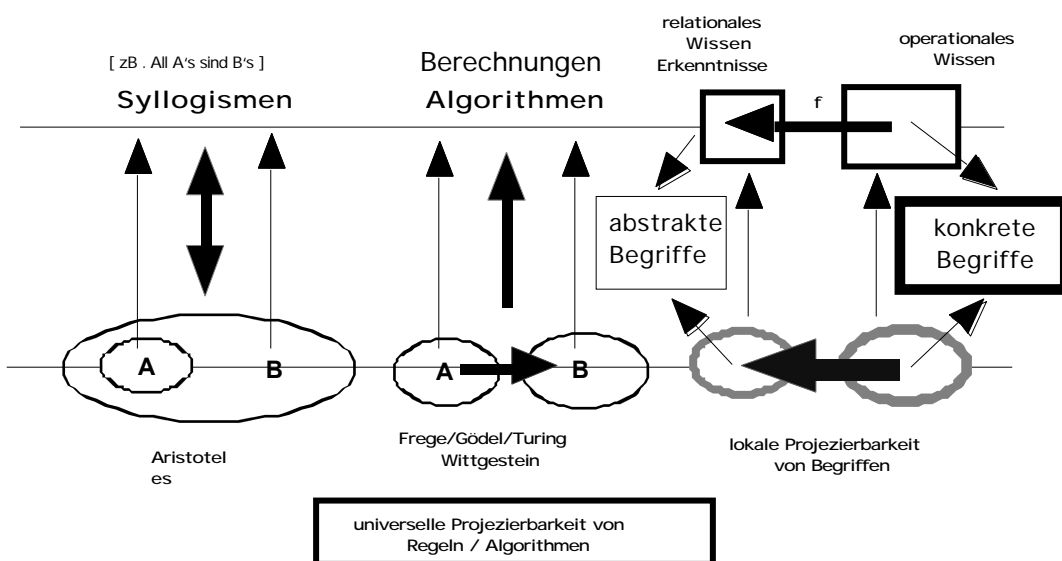 [ zB . All A's sind B's ]
Syllogismen
Berechnungen
Algorithmen
relationales
Wissen
Erkenntnisse
operationales
Wissen
f
abstrakte
Begriffe
konkrete
Begriffe
A
B
A
B
Aristotel
es
Frege/Gödel/Turing
Wittgestein
lokale Projezierbarkeit
von Begriffen
universelle Projezierbarkeit von
Regeln / Algorithmen